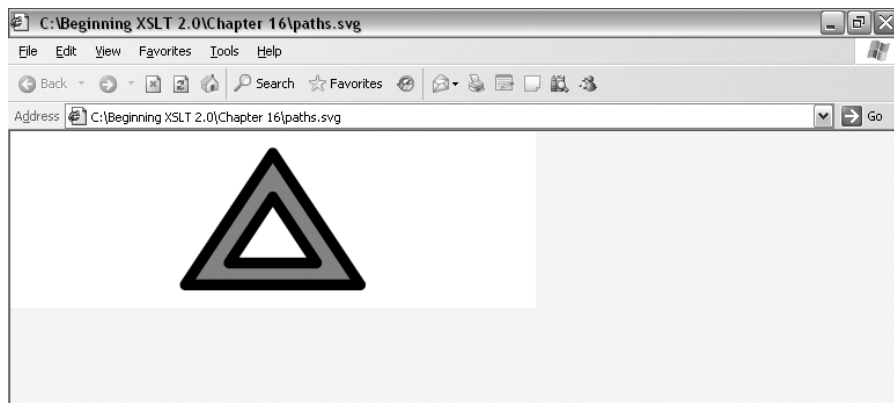 C:\Beginning XSLT 2.0\Chapter 16\paths.svg
File Edit View Favorites Tools Help
Back Search Favorites
Address C:\Beginning XSLT 2.0\Chapter 16\paths.svg Go